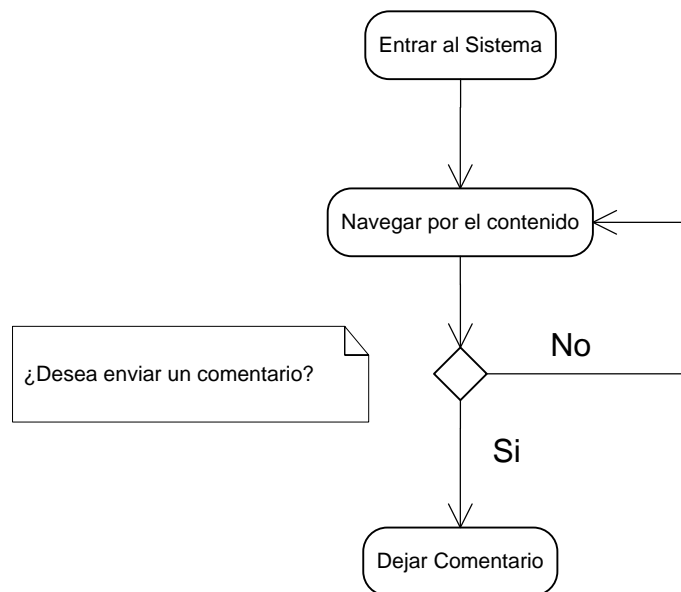 Entrar al Sistema
Navegar por el contenido
¿Desea enviar un comentario?
No
Si
Dejar Comentario